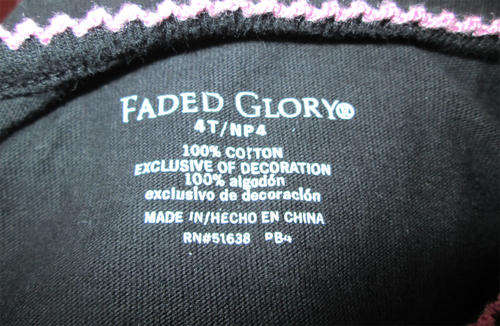 FADED GLORY®
4T/NP4
100% COTTON
EXCLUSIVE OF DECORATION
100% algodón
exclusivo de decoración
MADE IN/HECHO EN CHINA
RN#51638 PB4